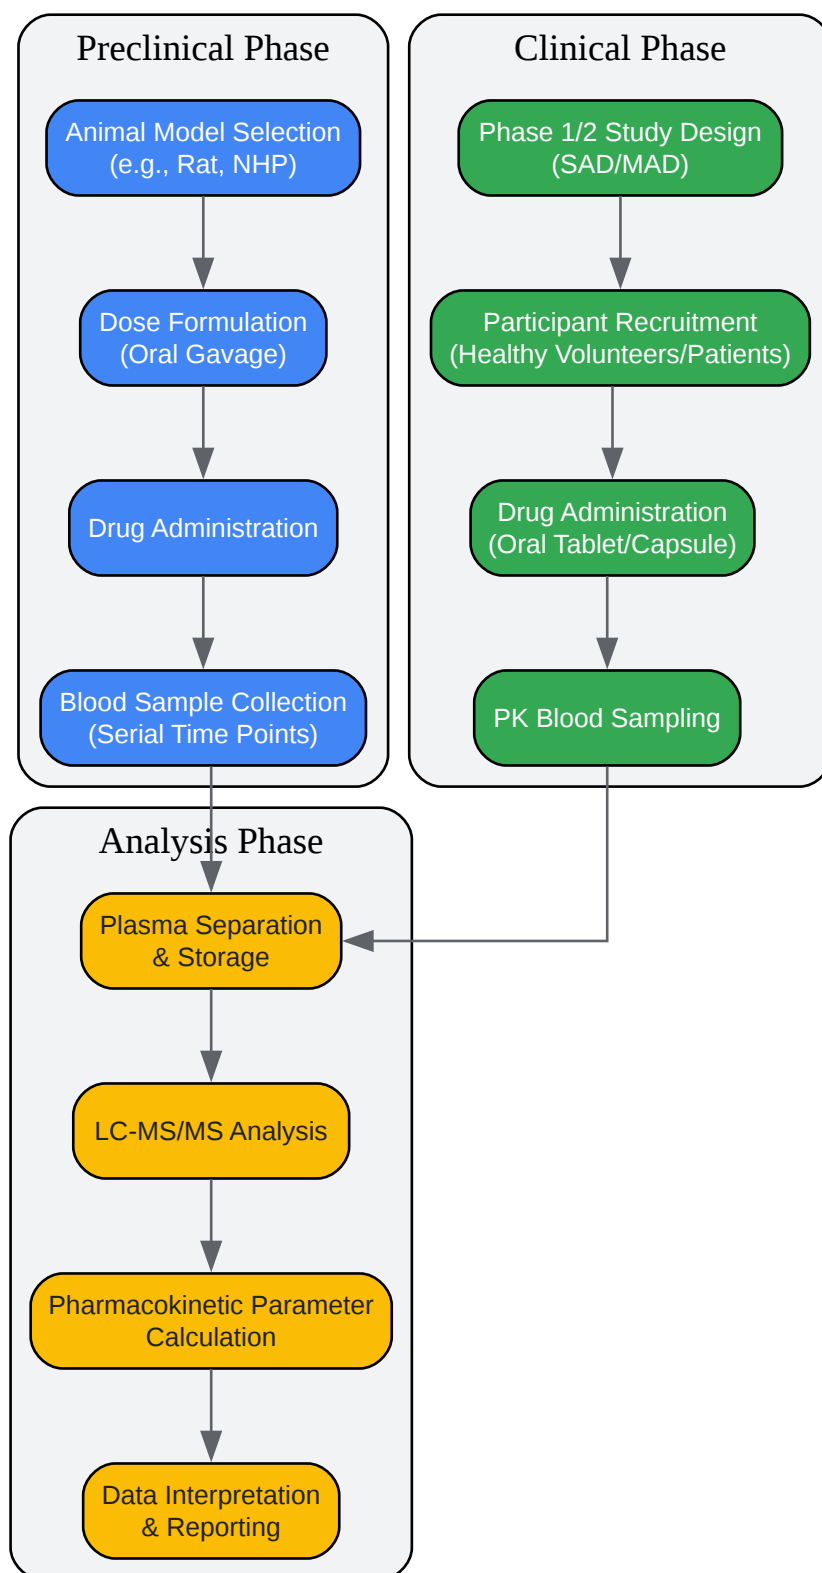 Preclinical Phase
Animal Model Selection
(e.g., Rat, NHP)
Dose Formulation
(Oral Gavage)
Drug Administration
Blood Sample Collection
(Serial Time Points)
Clinical Phase
Phase 1/2 Study Design
(SAD/MAD)
Participant Recruitment
(Healthy Volunteers/Patients)
Drug Administration
(Oral Tablet/Capsule)
PK Blood Sampling
Analysis Phase
Plasma Separation
& Storage
LC-MS/MS Analysis
Pharmacokinetic Parameter
Calculation
Data Interpretation
& Reporting